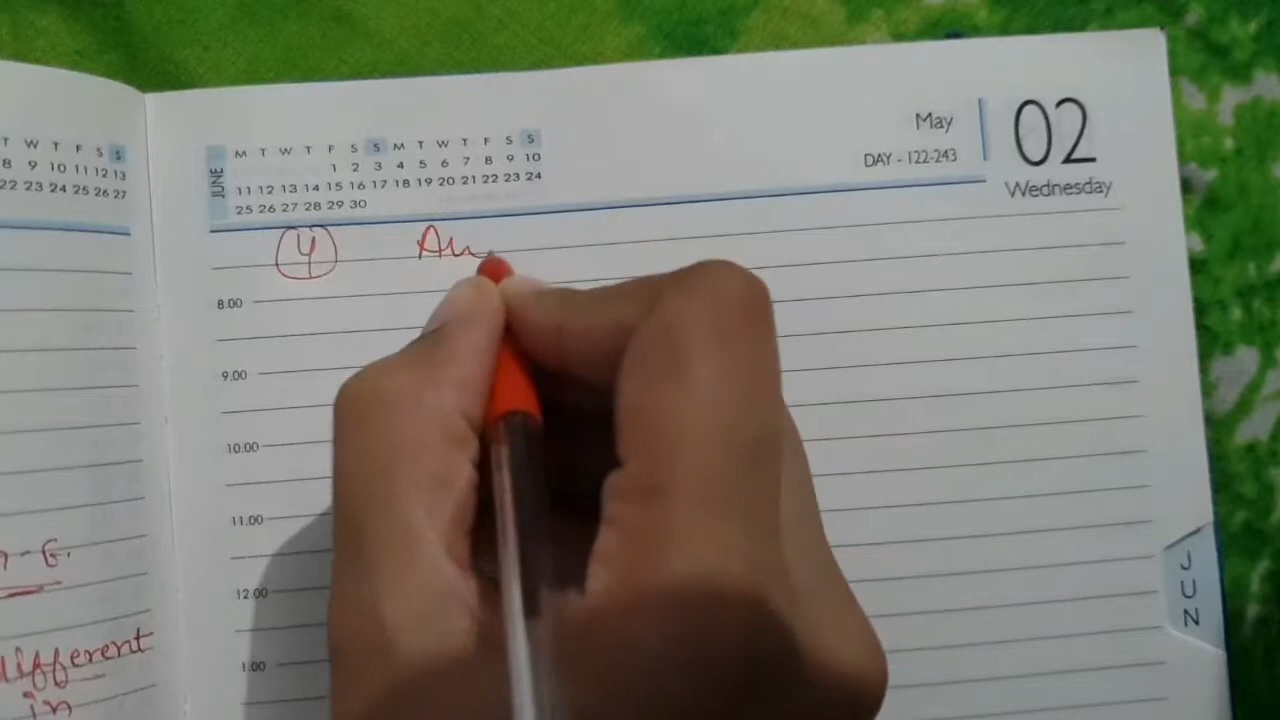 T W T F S S
8 9 10 11 12 13
22 23 24 25 26 27
different
in
JUNE
M T W T F S S M T W T F S S
1 2 3 4 5 6 7 8 9 10
11 12 13 14 15 16 17 18 19 20 21 22 23 24
25 26 27 28 29 30
May
DAY - 122-243
02
Wednesday
4
8.00
9.00
10.00
11.00
12.00
1.00
JUN